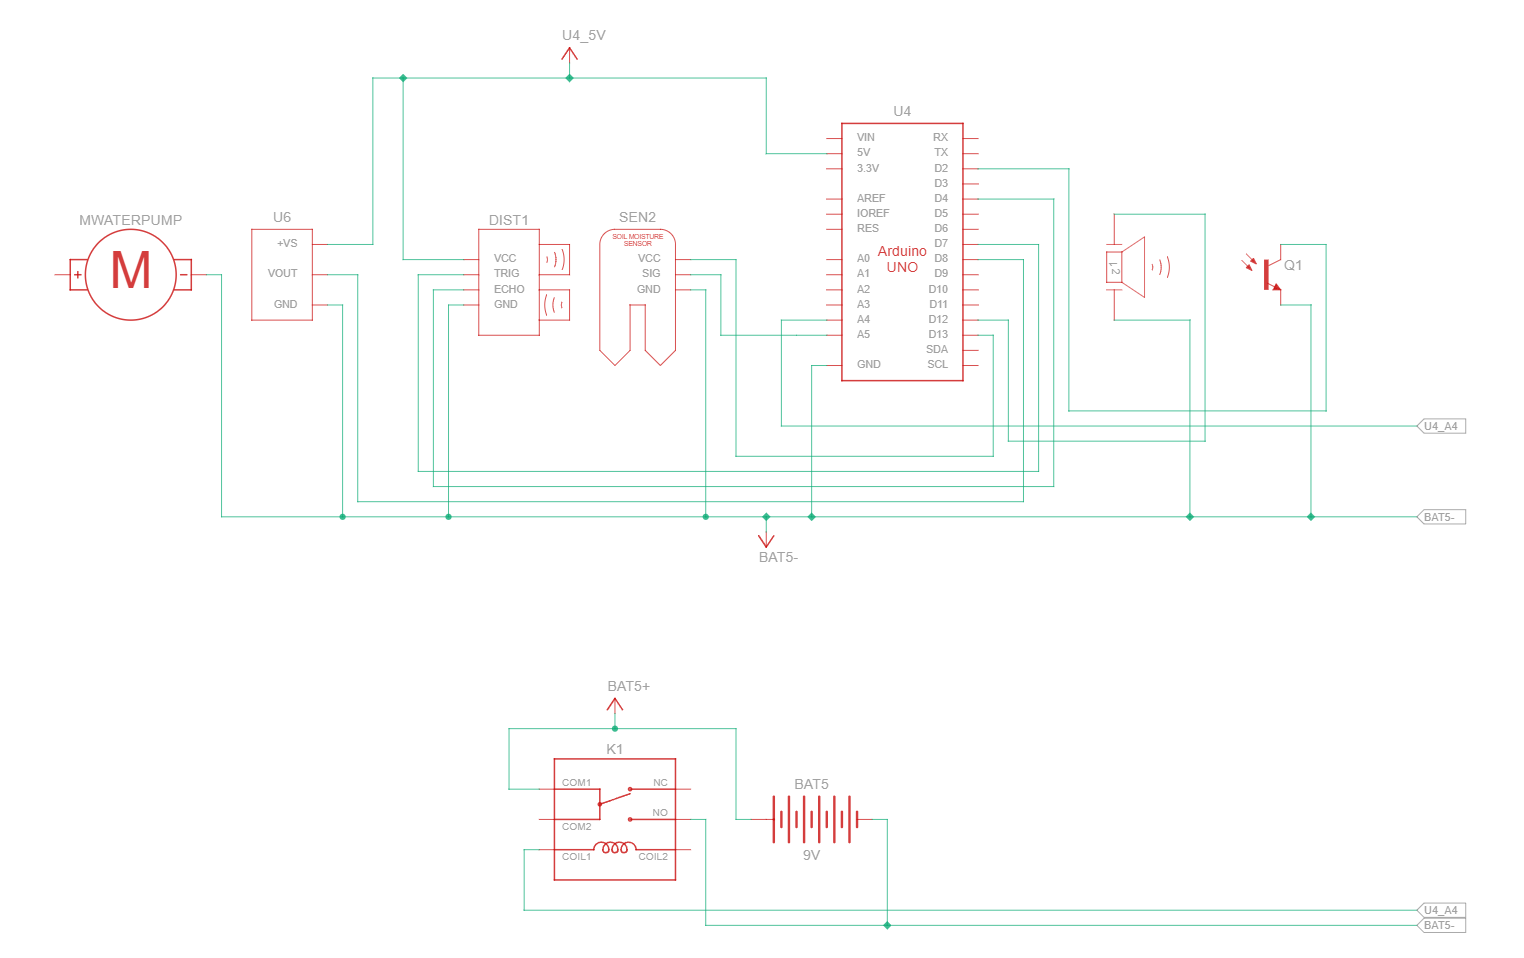 U4_5V
U4
VIN
RX
5V
TX
3.3V
D2
D3
AREF
D4
IOREF
D5
RES
D6
Arduino
UNO
D7
A0
D8
A1
D9
A2
D10
A3
D11
A4
D12
A5
D13
SDA
GND
SCL
MWATERPUMP
+
M
-
U6
+VS
VOUT
GND
DIST1
VCC
TRIG
ECHO
GND
SEN2
SOIL MOISTURE
SENSOR
VCC
SIG
GND
Q1
U4_A4
BAT5-
BAT5-
BAT5+
K1
COM1
NC
NO
COM2
COIL1
COIL2
BAT5
9V
U4_A4
BAT5-